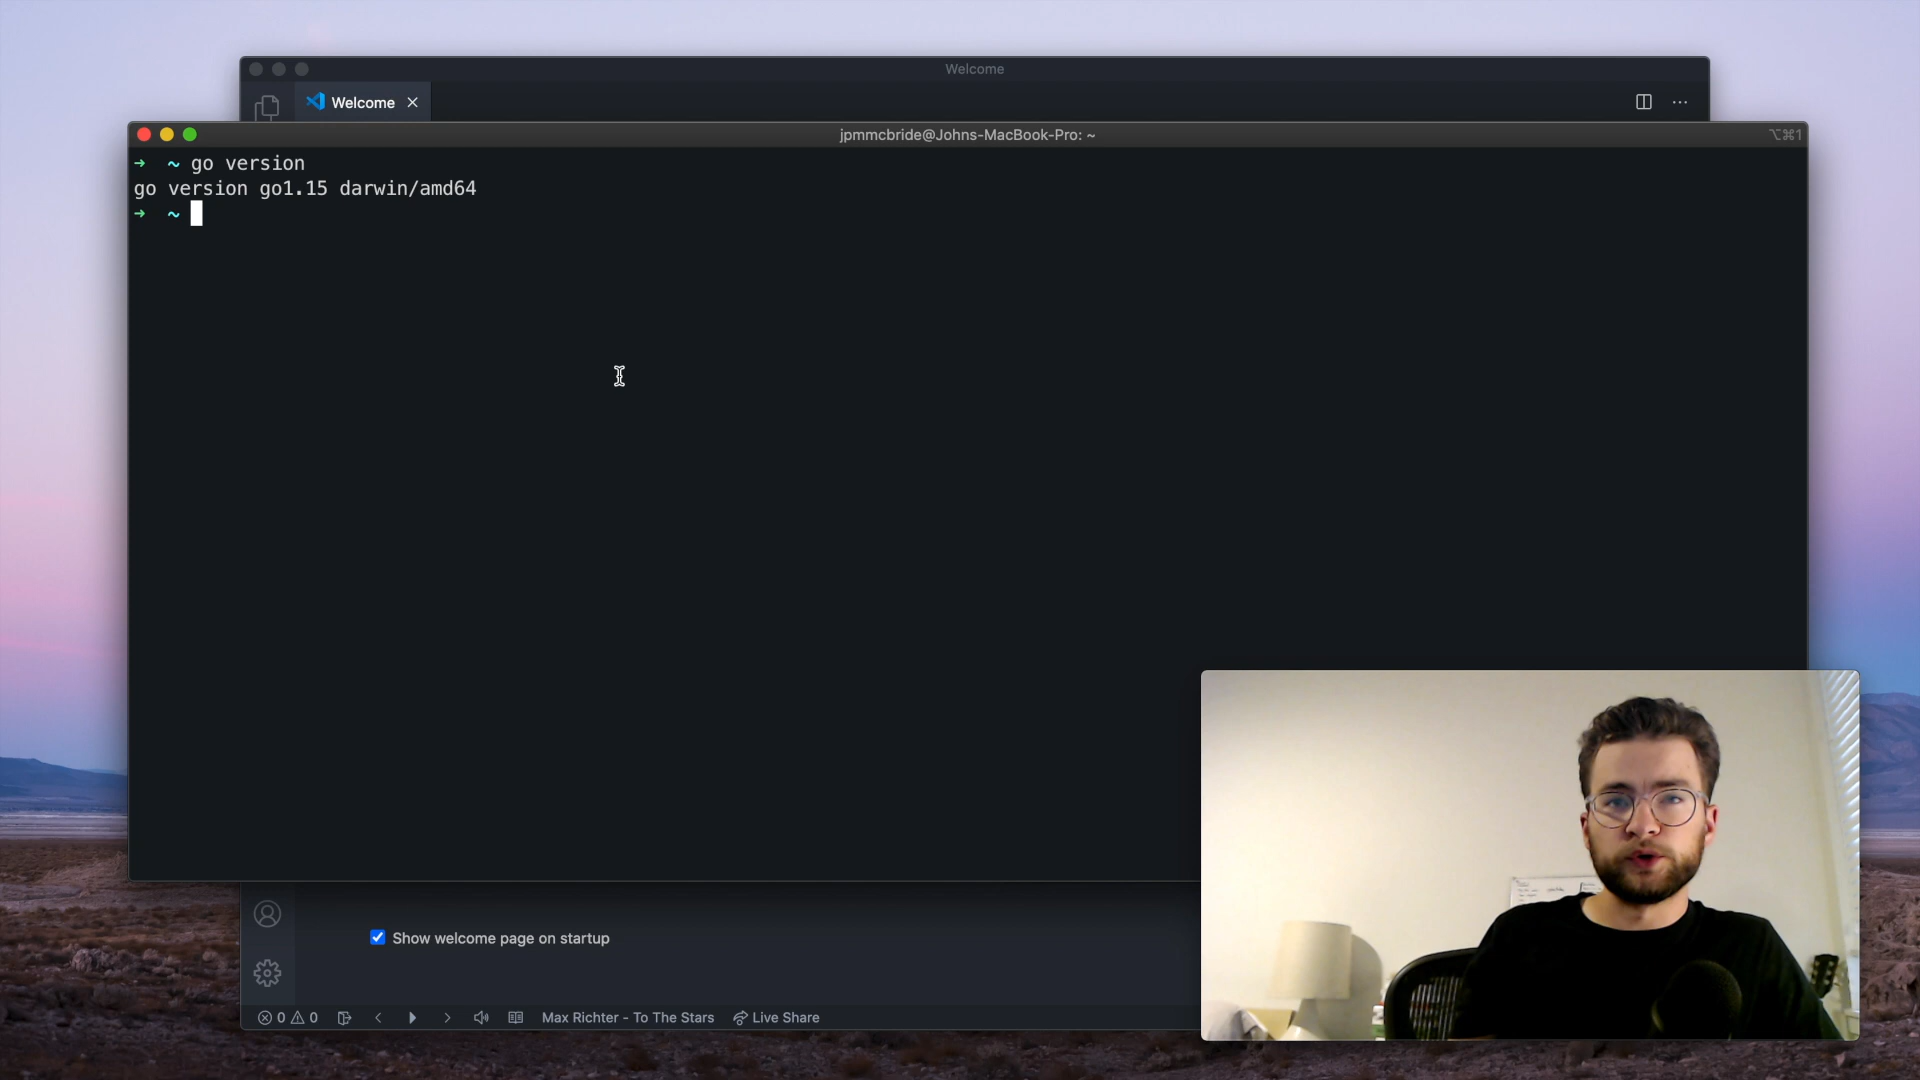 Welcome
Welcome
jpmmcbride@Johns-MacBook-Pro: ~
⌥⌘1
➜ ~ go version
go version go1.15 darwin/amd64
➜ ~
Show welcome page on startup
0 0 Max Richter - To The Stars Live Share